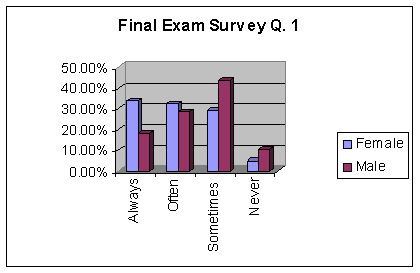 Final Exam Survey Q. 1
50.00%
40.00%
30.00%
20.00%
10.00%
0.00%
Always
Often
Sometimes
Never
Female
Male